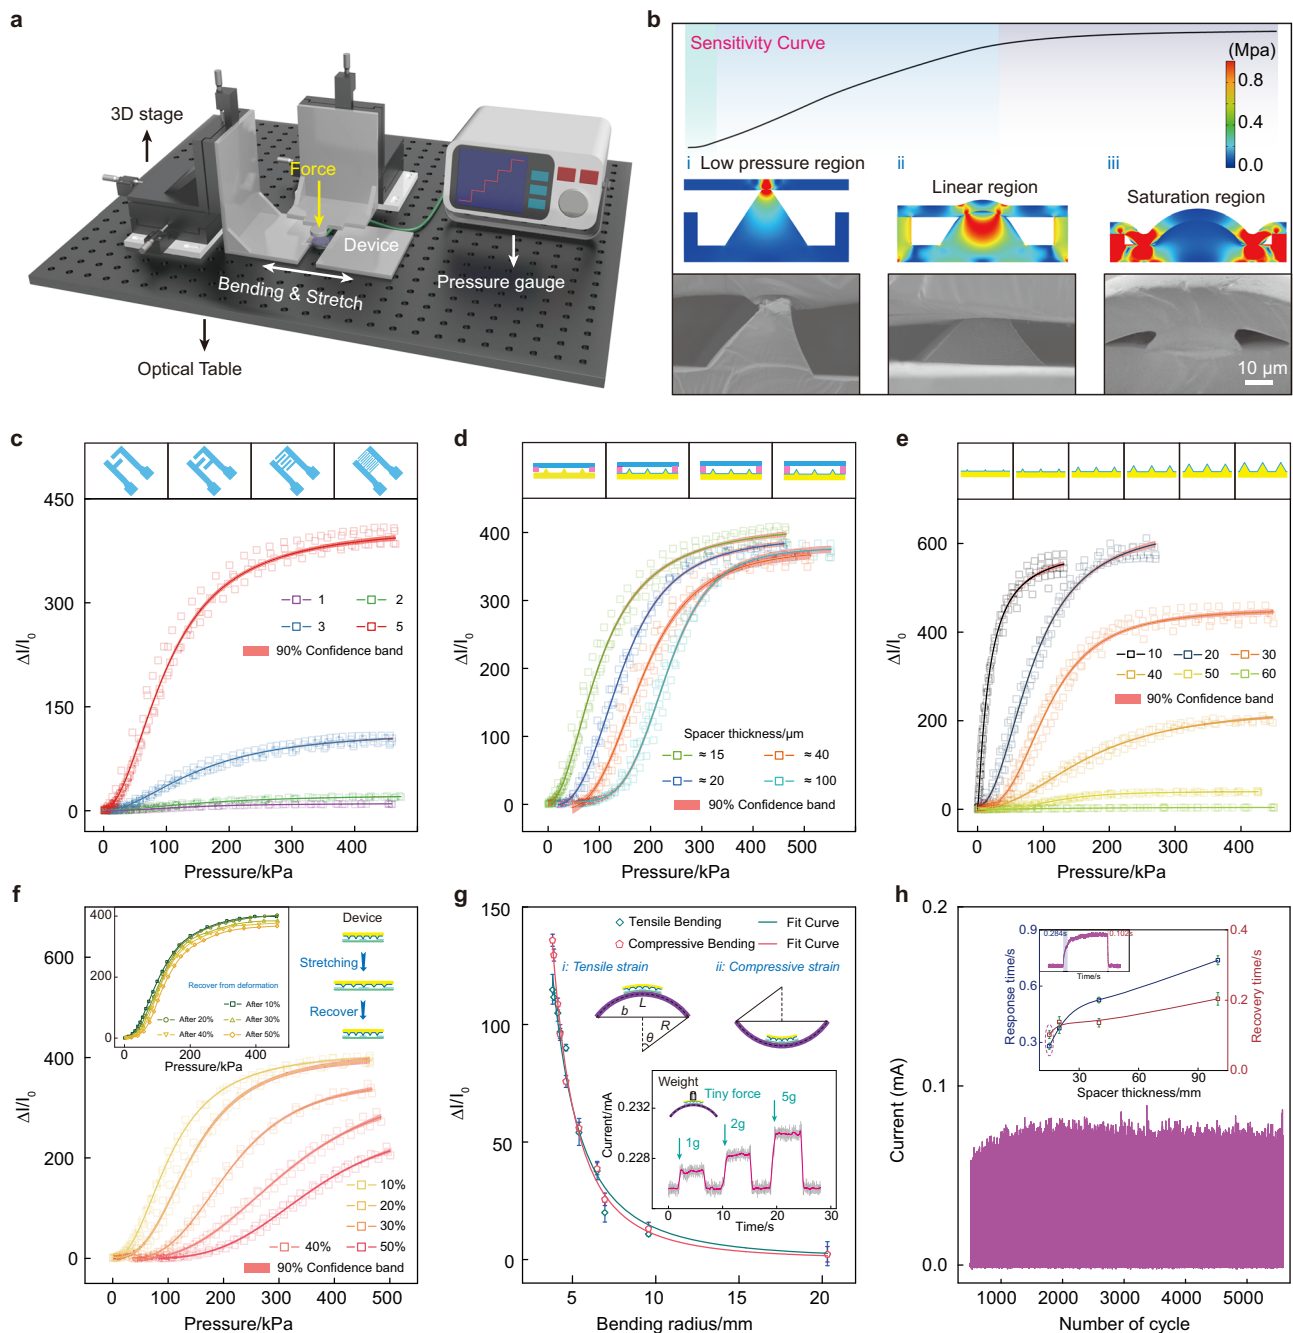 a
3D stage
Force
Device
Bending & Stretch
Pressure gauge
Optical Table
b
Sensitivity Curve
(Mpa)
0.8
0.4
0.0
i Low pressure region
ii
Linear region
iii
Saturation region
10 µm
c
450
300
150
0
ΔI/I0
1
2
3
5
90% Confidence band
0 100 200 300 400
Pressure/kPa
d
400
300
200
100
0
ΔI/I0
Spacer thickness/µm
≈ 15
≈ 40
≈ 20
≈ 100
90% Confidence band
0 100 200 300 400 500
Pressure/kPa
e
600
400
200
0
ΔI/I0
10 20 30
40 50 60
90% Confidence band
0 100 200 300 400
Pressure/kPa
f
600
400
200
0
ΔI/I0
400
200
0
Recover from deformation
After 10%
After 20% After 30%
After 40% After 50%
0 200 400
Pressure/kPa
Device
Stretching
Recover
10%
20%
30%
40% 50%
90% Confidence band
0 100 200 300 400 500
Pressure/kPa
g
150
100
50
0
ΔI/I0
Tensile Bending Fit Curve
Compressive Bending Fit Curve
i: Tensile strain
ii: Compressive strain
L
b
R
θ
Weight
Tiny force
0.232
0.228
Current/mA
1g
2g
5g
0 10 20 30
Time/s
5 10 15 20
Bending radius/mm
h
0.2
0.1
0.0
Current (mA)
0.9
0.6
0.3
Response time/s
0.284s
0.102s
Time/s
0.4
0.2
0.0
Recovery time/s
30 60 90
Spacer thickness/mm
1000 2000 3000 4000 5000
Number of cycle